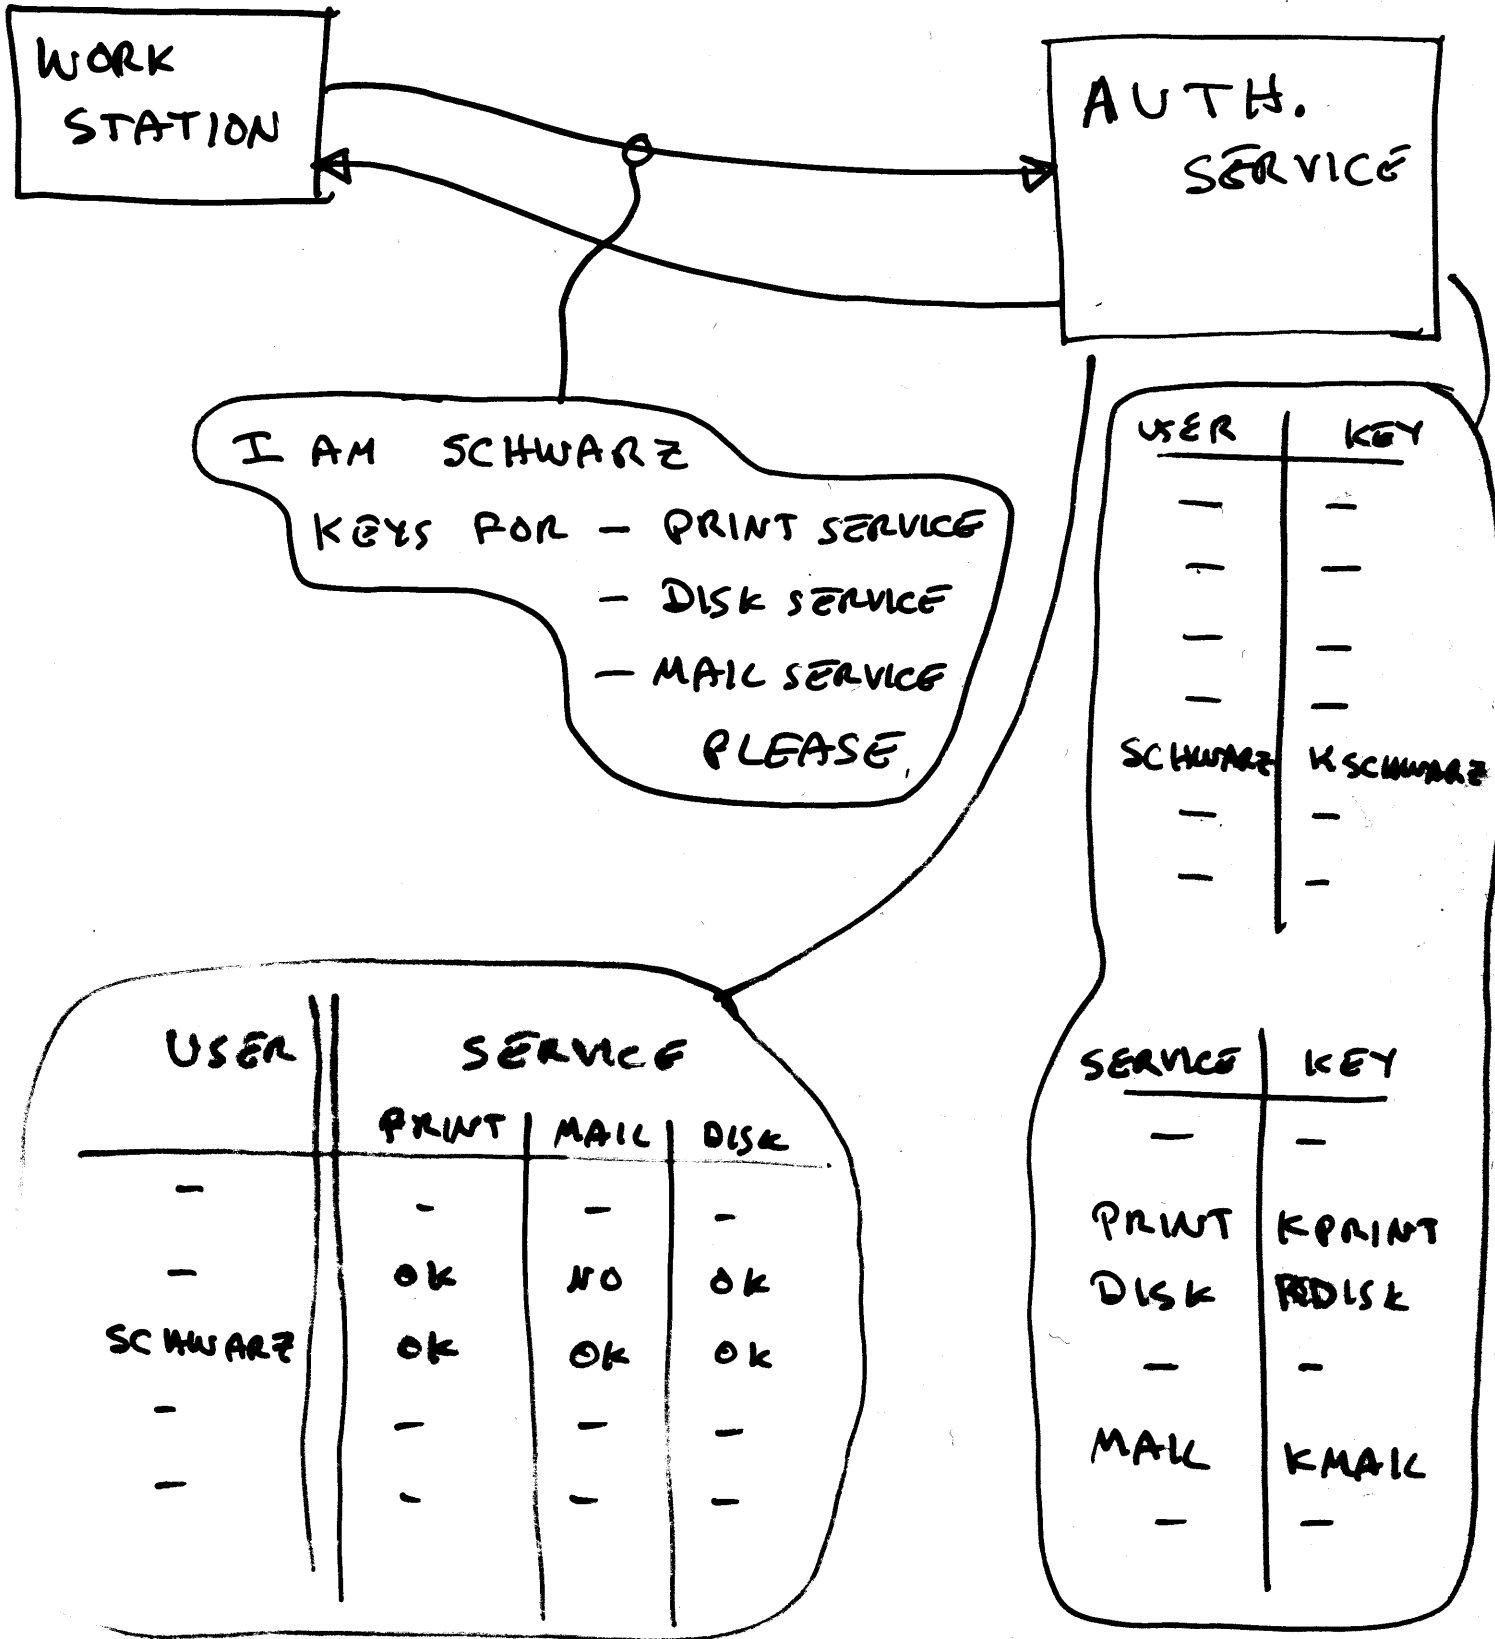 WORK
STATION
AUTH.
SERVICE
I AM SCHWARZ
KEYS FOR – PRINT SERVICE
– DISK SERVICE
– MAIL SERVICE
PLEASE
USER KEY
– –
– –
– –
– –
SCHWARZ KSCHWARZ
– –
– –
SERVICE KEY
– –
PRINT KPRINT
DISK KDISK
– –
MAIL KMAIL
– –
USER SERVICE
PRINT MAIL DISK
– – – –
– OK NO OK
SCHWARZ OK OK OK
– – – –
– – – –